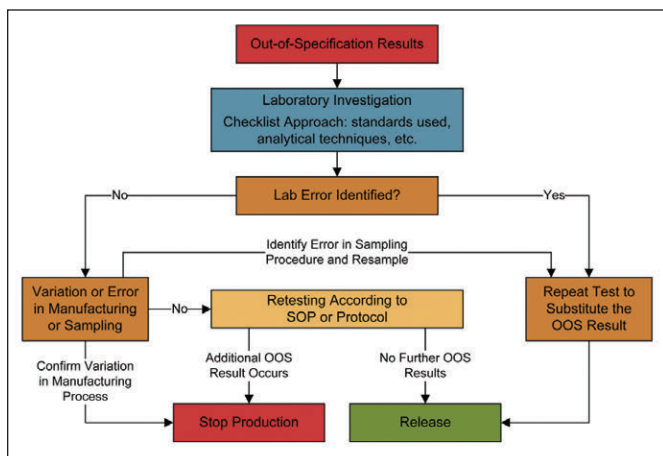 Out-of-Specification Results
Laboratory Investigation
Checklist Approach: standards used,
analytical techniques, etc.
No
Lab Error Identified?
Yes
Identify Error in Sampling
Procedure and Resample
Variation or Error
in Manufacturing
or Sampling
No
Retesting According to
SOP or Protocol
Repeat Test to
Substitute the
OOS Result
Confirm Variation
in Manufacturing
Process
Additional OOS
Result Occurs
No Further OOS
Results
Stop Production
Release